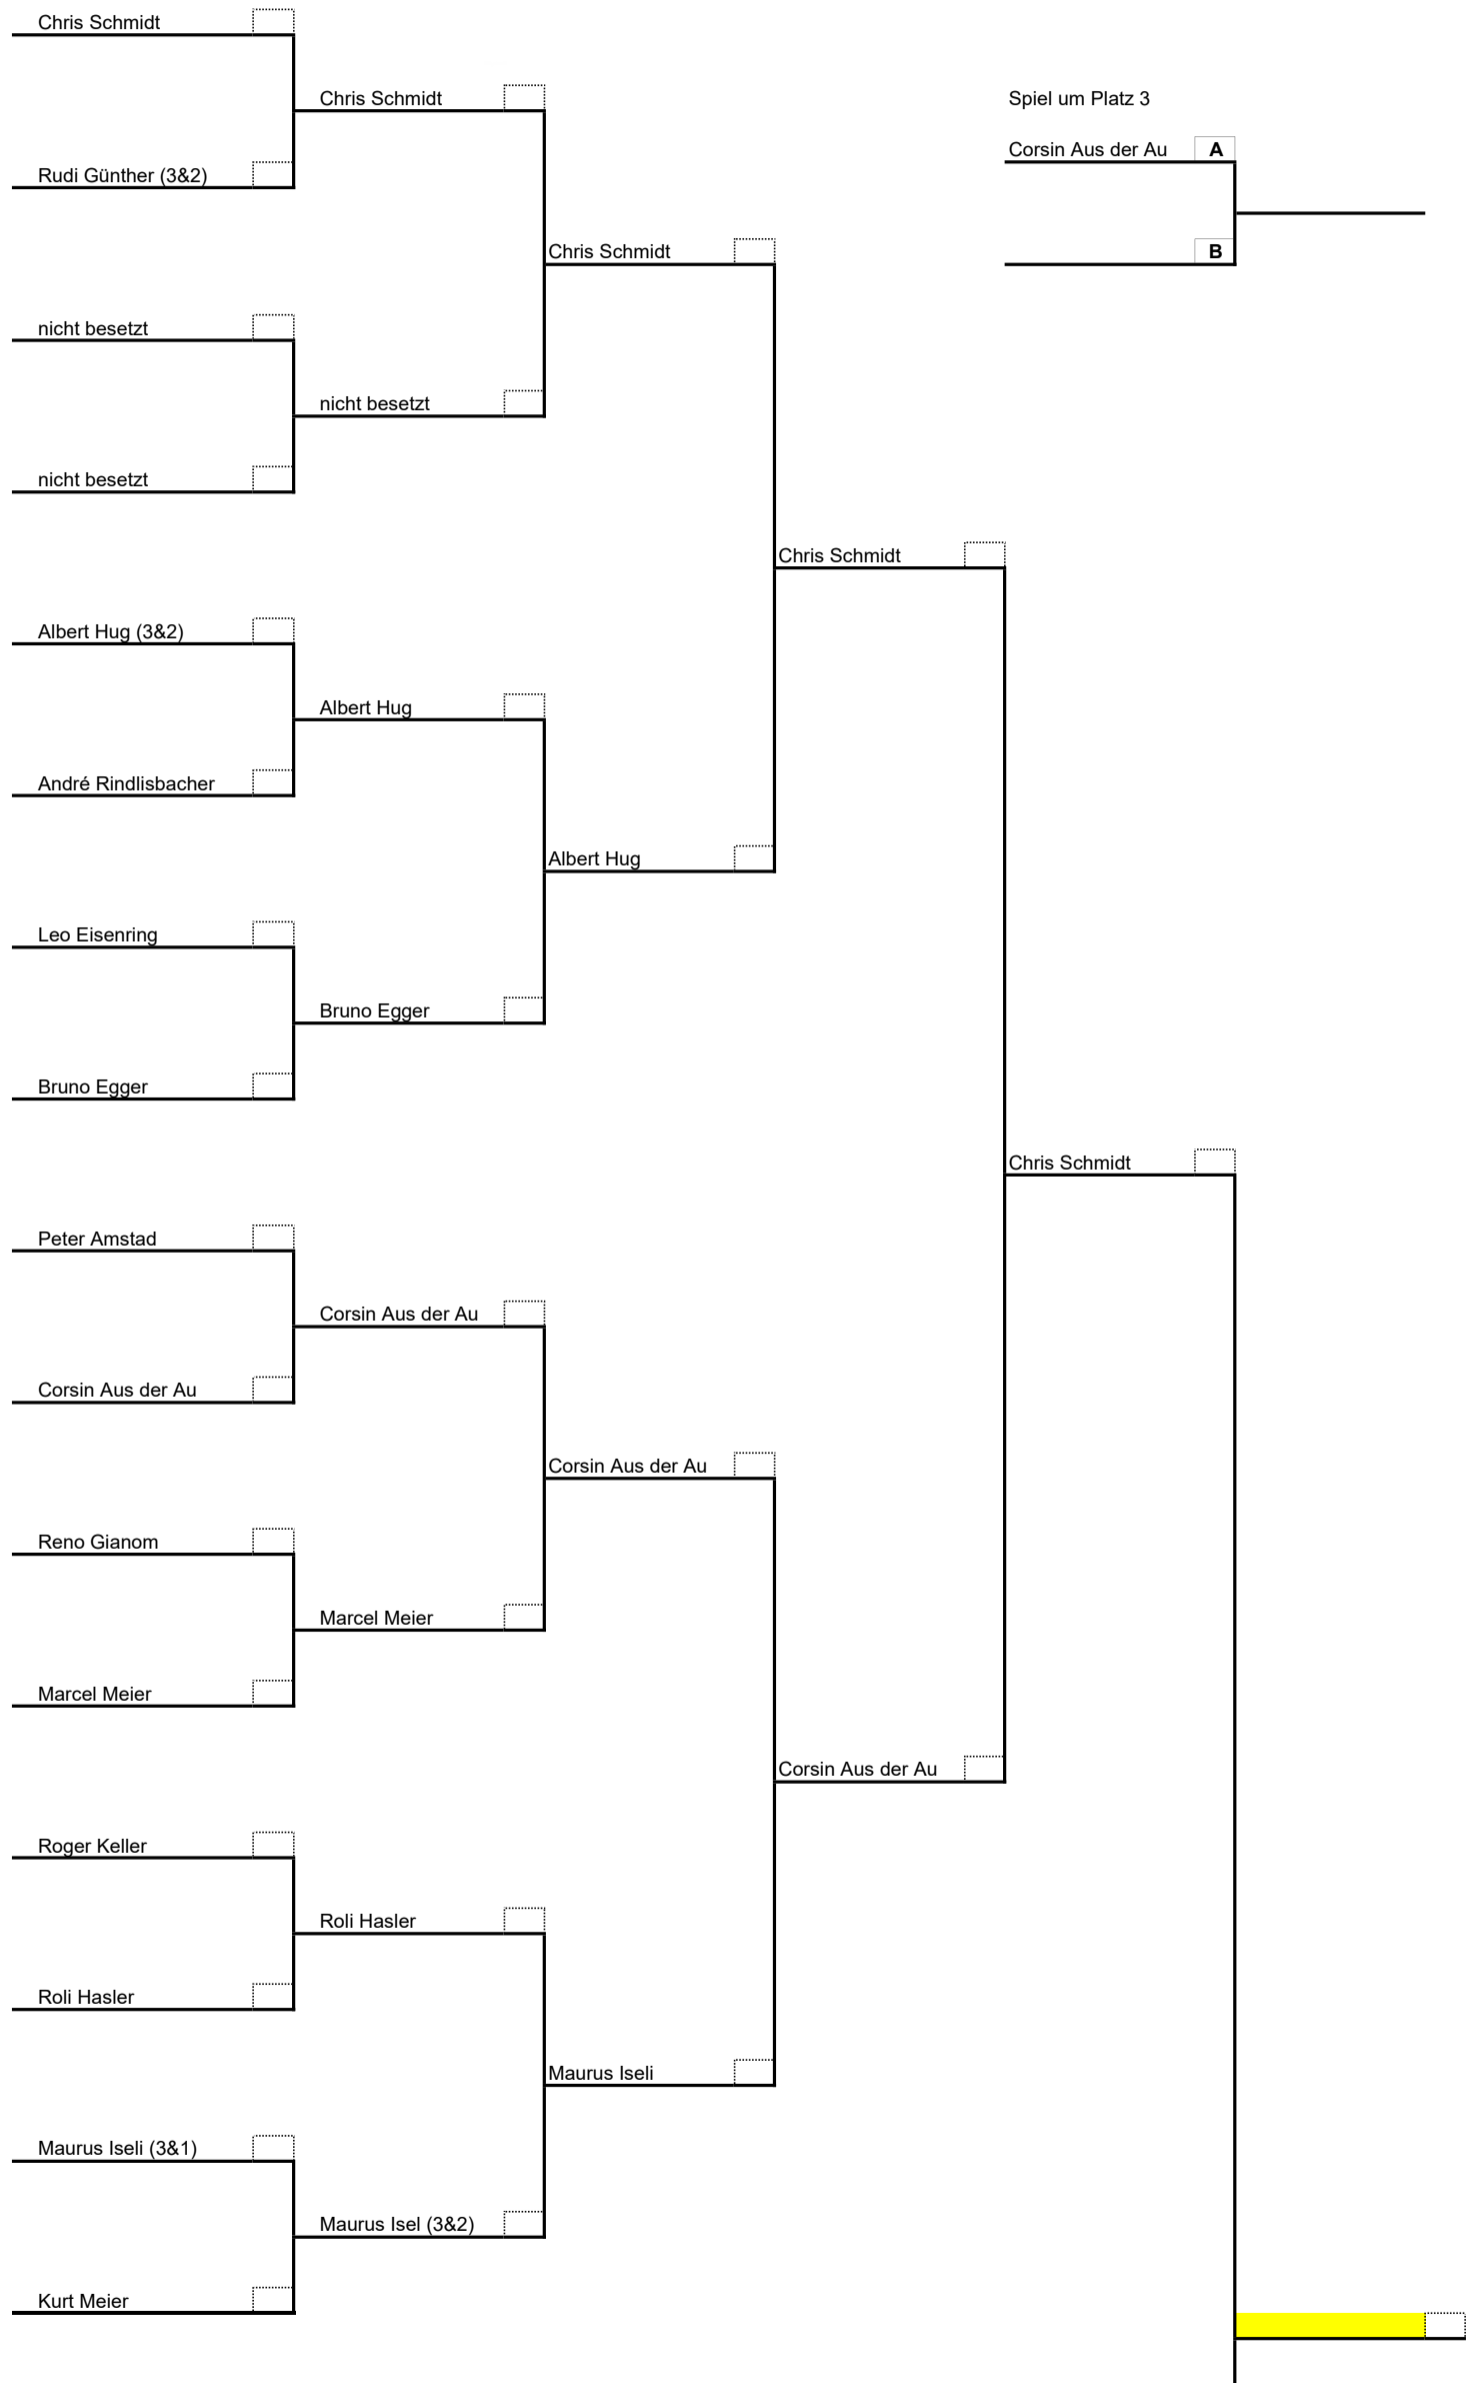 Chris Schmidt
Chris Schmidt
Spiel um Platz 3
Corsin Aus der Au
A
Rudi Günther (3&2)
Chris Schmidt
B
nicht besetzt
nicht besetzt
nicht besetzt
Chris Schmidt
Albert Hug (3&2)
Albert Hug
André Rindlisbacher
Albert Hug
Leo Eisenring
Bruno Egger
Bruno Egger
Chris Schmidt
Peter Amstad
Corsin Aus der Au
Corsin Aus der Au
Corsin Aus der Au
Reno Gianom
Marcel Meier
Marcel Meier
Corsin Aus der Au
Roger Keller
Roli Hasler
Roli Hasler
Maurus Iseli
Maurus Iseli (3&1)
Maurus Isel (3&2)
Kurt Meier